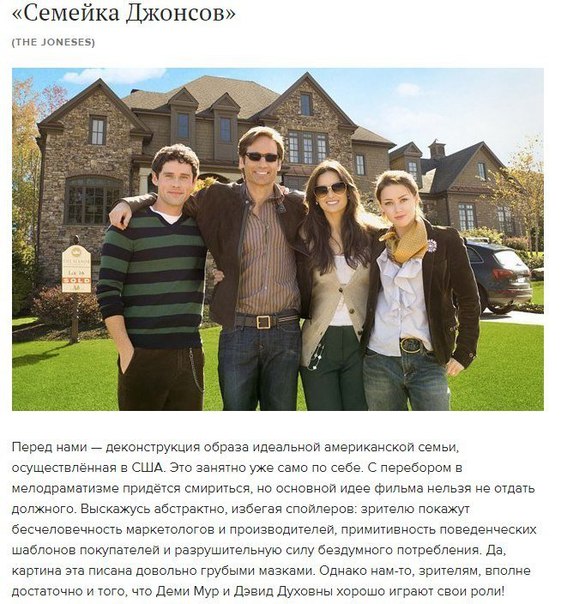 «Семейка Джонсов»
(THE JONESES)
SOLD
Перед нами — деконструкция образа идеальной американской семьи,
осуществлённая в США. Это занятно уже само по себе. С перебором в
мелодраматизме придётся смириться, но основной идее фильма нельзя не отдать
должного. Выскажусь абстрактно, избегая спойлеров: зрителю покажут
бесчеловечность маркетологов и производителей, примитивность поведенческих
шаблонов покупателей и разрушительную силу бездумного потребления. Да,
картина эта писана довольно грубыми мазками. Однако нам-то, зрителям, вполне
достаточно и того, что Деми Мур и Дэвид Духовны хорошо играют свои роли!